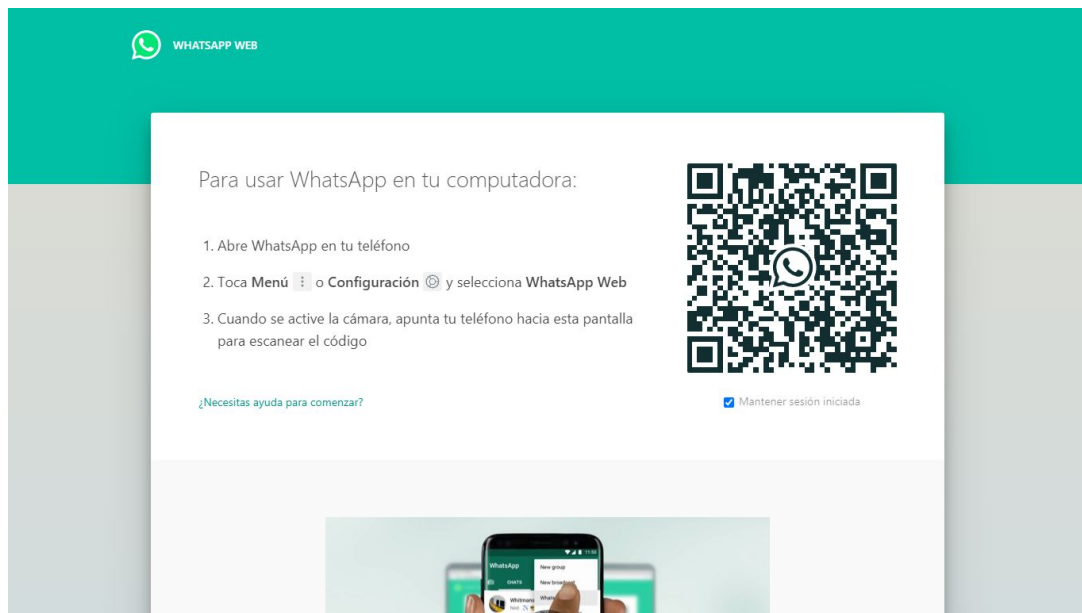 WHATSAPP WEB
Para usar WhatsApp en tu computadora:
1. Abre WhatsApp en tu teléfono
2. Toca Menú o Configuración y selecciona WhatsApp Web
3. Cuando se active la cámara, apunta tu teléfono hacia esta pantalla
para escanear el código
¿Necesitas ayuda para comenzar?
Mantener sesión iniciada
11:53
WhatsApp
New group
CHATS
New broadcast